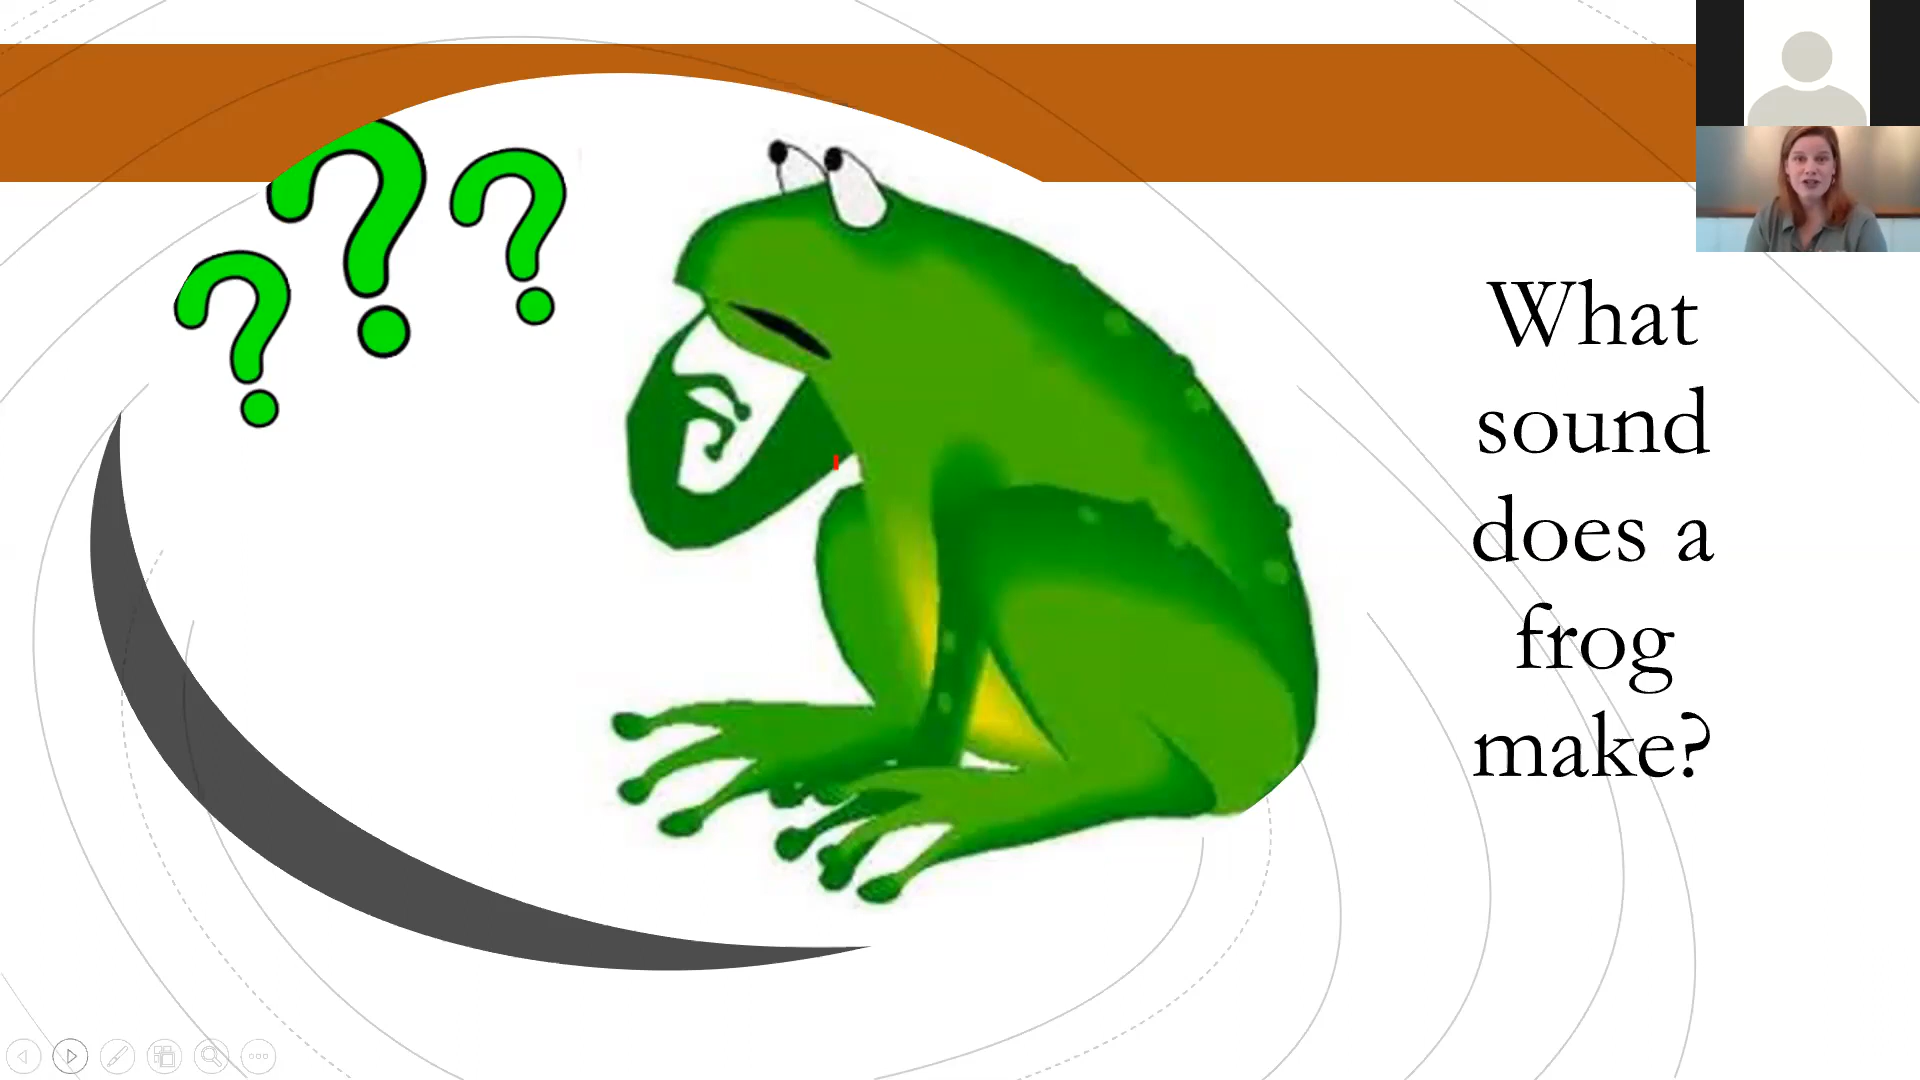 ? ? ?
What
sound
does a
frog
make?